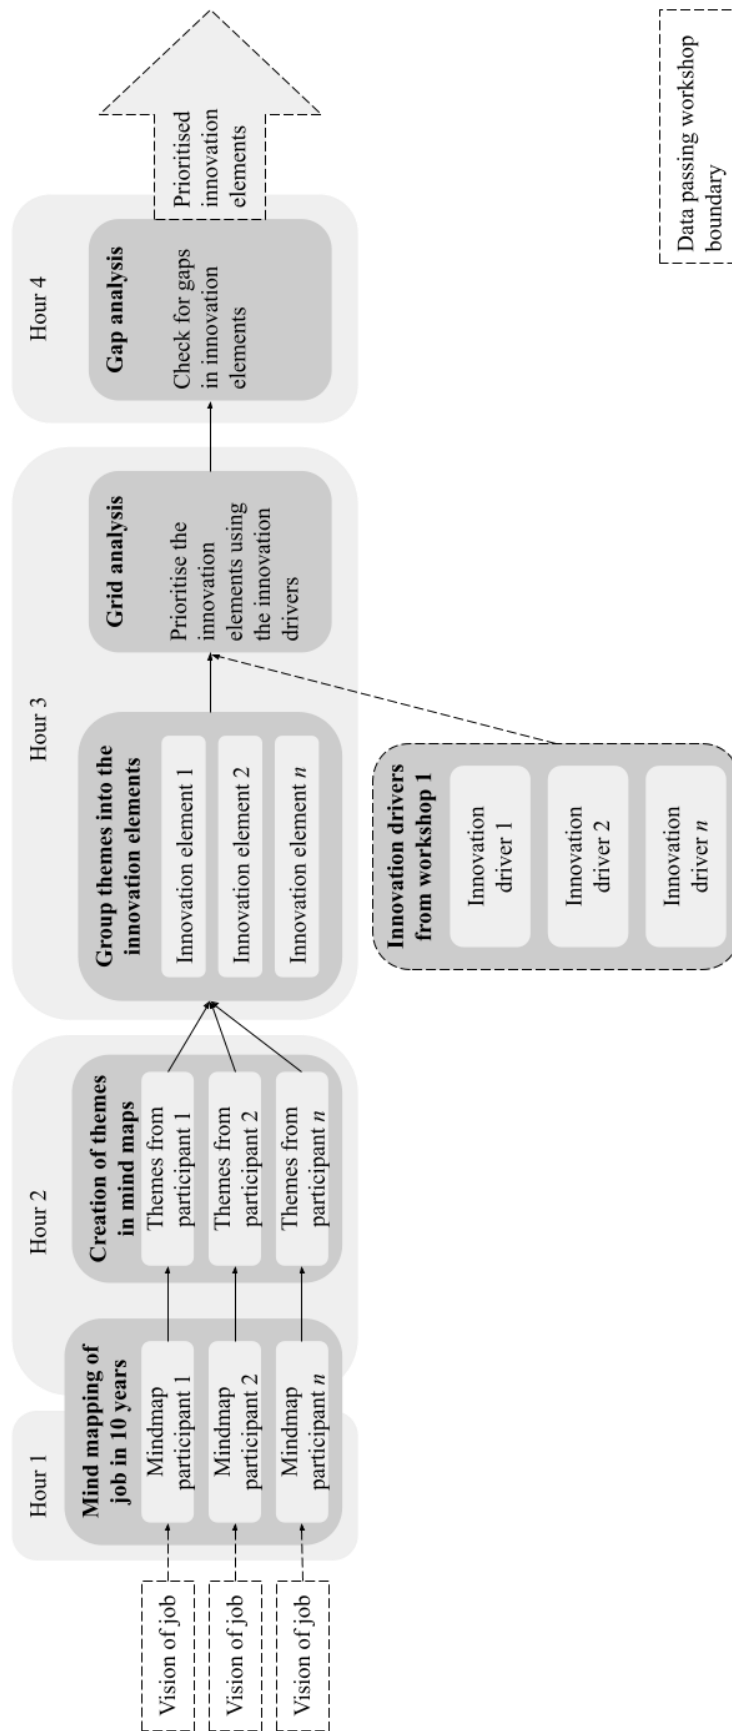 Vision of job
Vision of job
Vision of job
Hour 1
Mind mapping of
job in 10 years
Mindmap
participant 1
Mindmap
participant 2
Mindmap
participant n
Hour 2
Creation of themes
in mind maps
Themes from
participant 1
Themes from
participant 2
Themes from
participant n
Hour 3
Group themes into the
innovation elements
Innovation element 1
Innovation element 2
Innovation element n
Grid analysis
Prioritise the
innovation
elements using
the innovation
drivers
Hour 4
Gap analysis
Check for gaps
in innovation
elements
Prioritised
innovation
elements
Innovation drivers
from workshop 1
Innovation
driver 1
Innovation
driver 2
Innovation
driver n
Data passing workshop
boundary